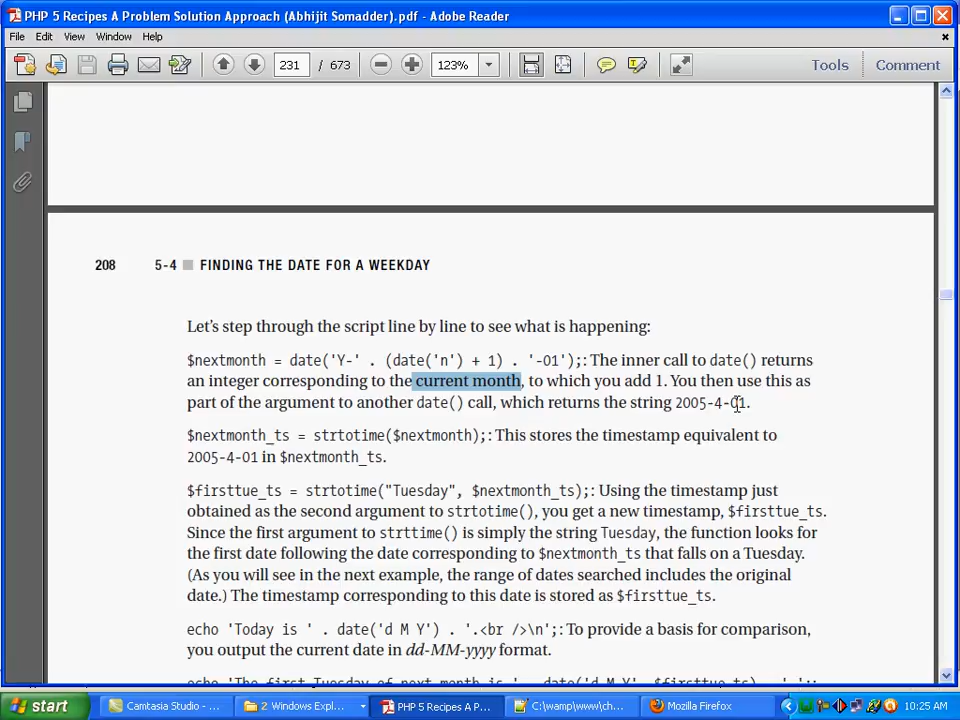 PHP 5 Recipes A Problem Solution Approach (Abhijit Somadder).pdf - Adobe Reader
File Edit View Window Help
231 / 673 123% Tools Comment
208 5-4 FINDING THE DATE FOR A WEEKDAY
Let's step through the script line by line to see what is happening:
$nextmonth = date('Y-' . (date('n') + 1) . '-01');: The inner call to date() returns
an integer corresponding to the current month, to which you add 1. You then use this as
part of the argument to another date() call, which returns the string 2005-4-01.
$nextmonth_ts = strtotime($nextmonth);: This stores the timestamp equivalent to
2005-4-01 in $nextmonth_ts.
$firsttue_ts = strtotime("Tuesday", $nextmonth_ts);: Using the timestamp just
obtained as the second argument to strtotime(), you get a new timestamp, $firsttue_ts.
Since the first argument to strttime() is simply the string Tuesday, the function looks for
the first date following the date corresponding to $nextmonth_ts that falls on a Tuesday.
(As you will see in the next example, the range of dates searched includes the original
date.) The timestamp corresponding to this date is stored as $firsttue_ts.
echo 'Today is ' . date('d M Y') . '.<br />\n';: To provide a basis for comparison,
you output the current date in dd-MM-yyyy format.
echo 'The first Tuesday of next month is ' . date('d M Y', $firsttue_ts) . '.';:
start Camtasia Studio - ... 2 Windows Explo... PHP 5 Recipes A P... C:\wamp\www\ch... Mozilla Firefox 10:25 AM